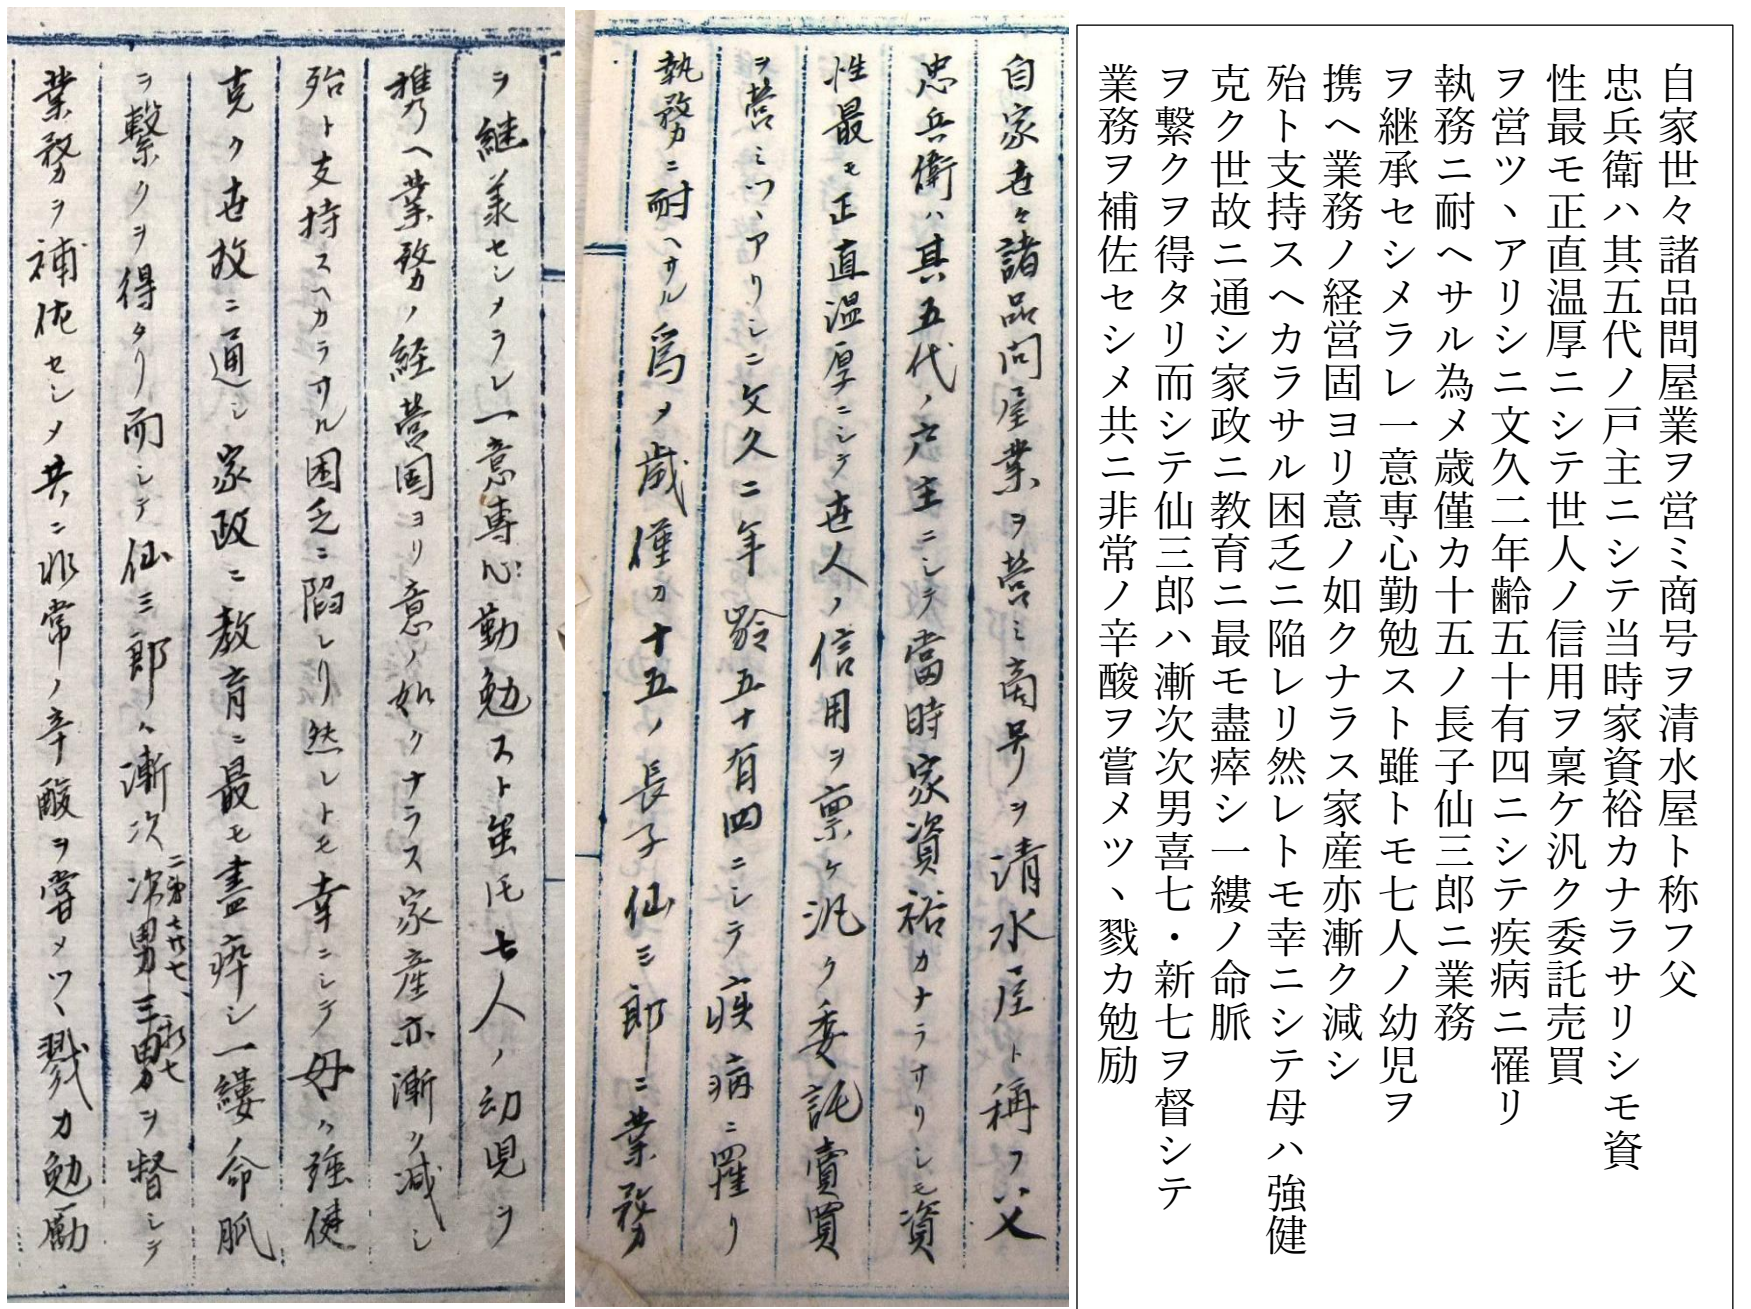 自家世々諸品問屋業ヲ営ミ商号ヲ清水屋ト称フ父
忠兵衛ハ其五代ノ戸主ニシテ当時家資裕カナラサリシモ資
性最モ正直温厚ニシテ世人ノ信用ヲ稟ケ汎ク委託売買
ヲ営ツヽアリシニ文久二年齢五十有四ニシテ疾病ニ罹リ
執務ニ耐ヘサル為メ歳僅カ十五ノ長子仙三郎ニ業務
ヲ継承セシメラレ一意専心勤勉スト雖トモ七人ノ幼児ヲ
携ヘ業務ノ経営固ヨリ意ノ如クナラス家産亦漸ク減シ
殆ト支持スヘカラサル困乏ニ陥レリ然レトモ幸ニシテ母ハ強健
克ク世故ニ通シ家政ニ教育ニ最モ盡瘁シ一縷ノ命脈
ヲ繋クヲ得タリ而シテ仙三郎ハ漸次次男喜七・新七ヲ督シテ
業務ヲ補佐セシメ共ニ非常ノ辛酸ヲ嘗メツヽ戮カ勉励
自家世々諸品問屋業ヲ営ミ商号ヲ清水屋ト稱フ父
忠兵衛ハ其五代ノ戸主ニシテ當時家資裕カナラサリシモ資
性最モ正直温厚ニシテ世人ノ信用ヲ禀ケ汎ク委託賣買
ヲ営ミツヽアリシニ文久二年齢五十有四ニシテ疾病ニ罹リ
執務ニ耐ヘサル爲メ歳僅カ十五ノ長子仙三郎ニ業務
ヲ継承セシメラレ一意専心勤勉スト雖トモ七人ノ幼児ヲ
携ヘ業務ノ経営固ヨリ意ノ如クナラス家産亦漸ク減シ
殆ト支持スヘカラサル困乏ニ陥レリ然レトモ幸ニシテ母ハ強健
克ク世故ニ通シ家政ニ教育ニ最モ盡瘁シ一縷命脈
ヲ繋クヲ得タリ而シテ仙三郎ハ漸次次男三男ヲ督シテ
喜七、新七
業務ヲ補佐セシメ共ニ非常ノ辛酸ヲ嘗メツヽ戮力勉励